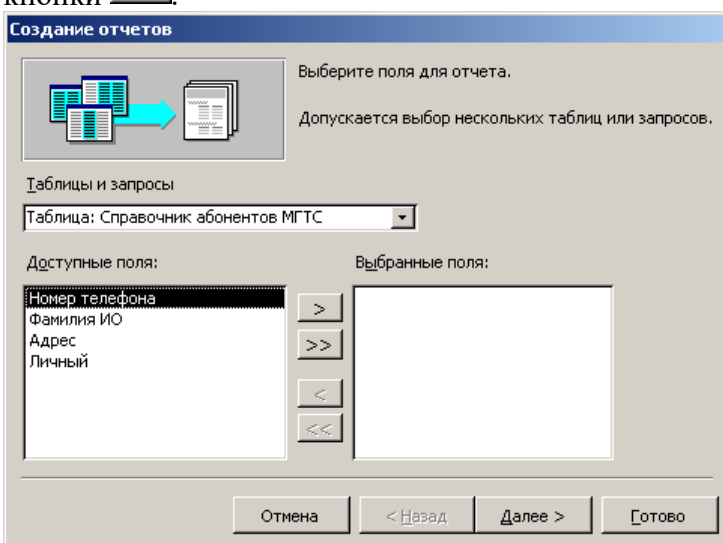 кнопки .
Создание отчетов
Выберите поля для отчета.
Допускается выбор нескольких таблиц или запросов.
Таблицы и запросы
Таблица: Справочник абонентов МГТС
Доступные поля:
Выбранные поля:
Номер телефона
Фамилия ИО
Адрес
Личный
>
>>
<
<<
Отмена
< Назад
Далее >
Готово